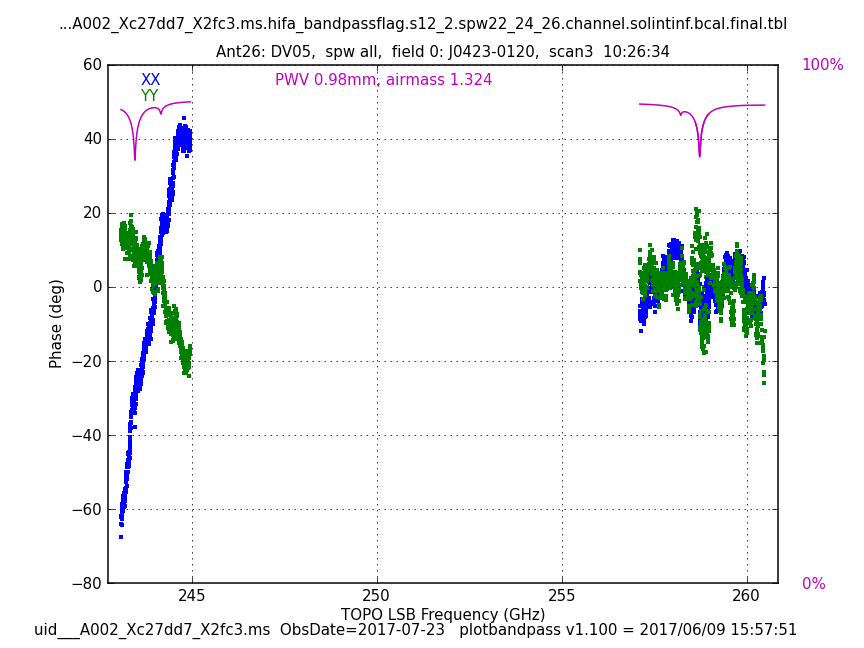 ...A002_Xc27dd7_X2fc3.ms.hifa_bandpassflag.s12_2.spw22_24_26.channel.solintinf.bcal.final.tbl
Ant26: DV05,  spw all,  field 0: J0423-0120,  scan3  10:26:34
60 XX PWV 0.98mm, airmass 1.324 100%
YY
40
20
0
Phase (deg)
−20
−40
−60
−80 0%
245 250 255 260
TOPO LSB Frequency (GHz)
uid___A002_Xc27dd7_X2fc3.ms  ObsDate=2017-07-23   plotbandpass v1.100 = 2017/06/09 15:57:51